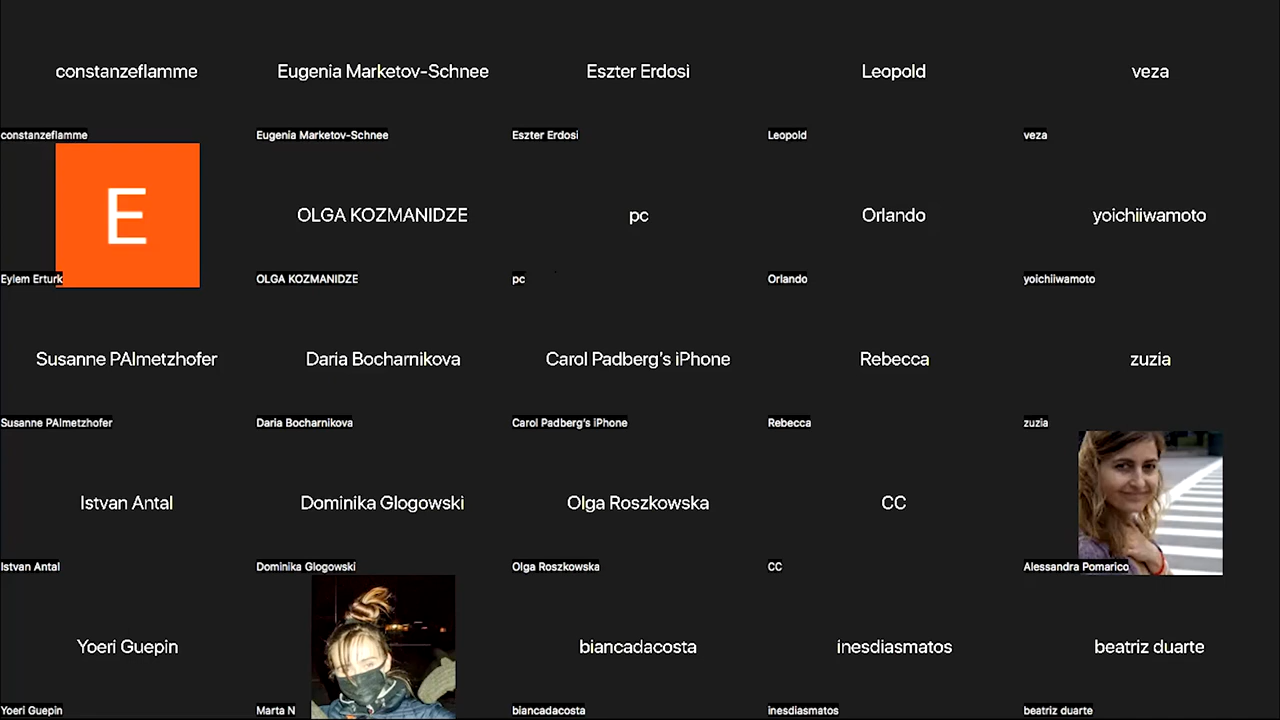 constanzeflamme
Eugenia Marketov-Schnee
Eszter Erdosi
Leopold
veza
constanzeflamme
Eugenia Marketov-Schnee
Eszter Erdosi
Leopold
veza
E
OLGA KOZMANIDZE
pc
Orlando
yoichiiwamoto
Eylem Erturk
OLGA KOZMANIDZE
pc
Orlando
yoichiiwamoto
Susanne PAlmetzhofer
Daria Bocharnikova
Carol Padberg’s iPhone
Rebecca
zuzia
Susanne PAlmetzhofer
Daria Bocharnikova
Carol Padberg’s iPhone
Rebecca
zuzia
Istvan Antal
Dominika Glogowski
Olga Roszkowska
CC
Istvan Antal
Dominika Glogowski
Olga Roszkowska
CC
Alessandra Pomarico
Yoeri Guepin
biancadacosta
inesdiasmatos
beatriz duarte
Yoeri Guepin
Marta N
biancadacosta
inesdiasmatos
beatriz duarte